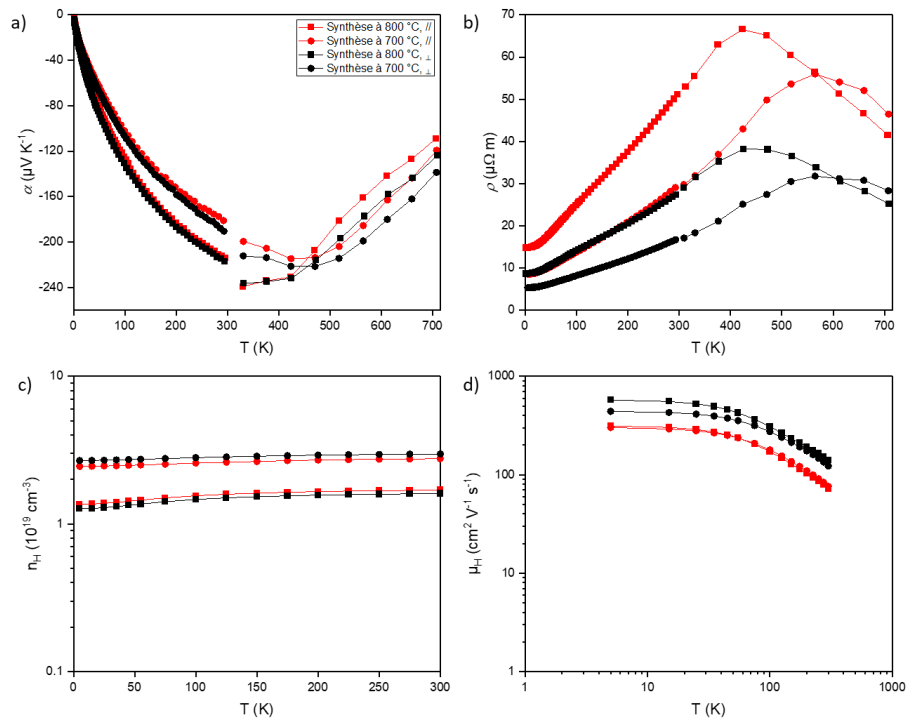 a)
0
-40
-80
-120
-160
-200
-240
α (µV K⁻¹)
0 100 200 300 400 500 600 700
T (K)
Synthèse à 800 °C, //
Synthèse à 700 °C, //
Synthèse à 800 °C, ⊥
Synthèse à 700 °C, ⊥
b)
70
60
50
40
30
20
10
0
ρ (µΩ m)
0 100 200 300 400 500 600 700
T (K)
c)
10
1
0.1
n_H (10¹⁹ cm⁻³)
0 50 100 150 200 250 300
T (K)
d)
1000
100
10
1
µ_H (cm² V⁻¹ s⁻¹)
1 10 100 1000
T (K)